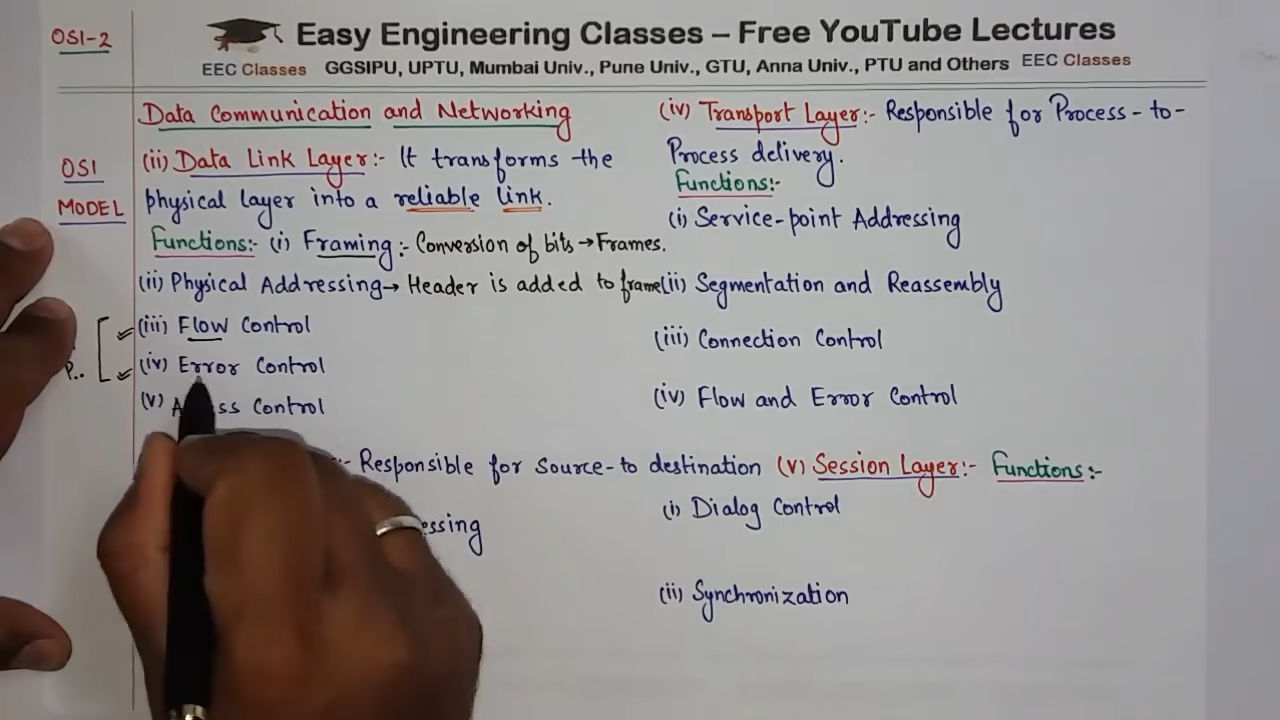 OSI-2
Easy Engineering Classes – Free YouTube Lectures
EEC Classes GGSIPU, UPTU, Mumbai Univ., Pune Univ., GTU, Anna Univ., PTU and Others EEC Classes
OSI
MODEL
Data Communication and Networking
(ii) Data Link Layer:- It transforms the
physical layer into a reliable link.
Functions:- (i) Framing:- Conversion of bits→Frames.
(ii) Physical Addressing→ Header is added to frame
(iii) Flow Control
(iv) Error Control
P..
(v) Access Control
:- Responsible for source-to destination
(iv) Transport Layer:- Responsible for Process-to-
Process delivery.
Functions:-
(i) Service-point Addressing
(ii) Segmentation and Reassembly
(iii) Connection Control
(iv) Flow and Error Control
(v) Session Layer:- Functions:-
(i) Dialog Control
(ii) Synchronization